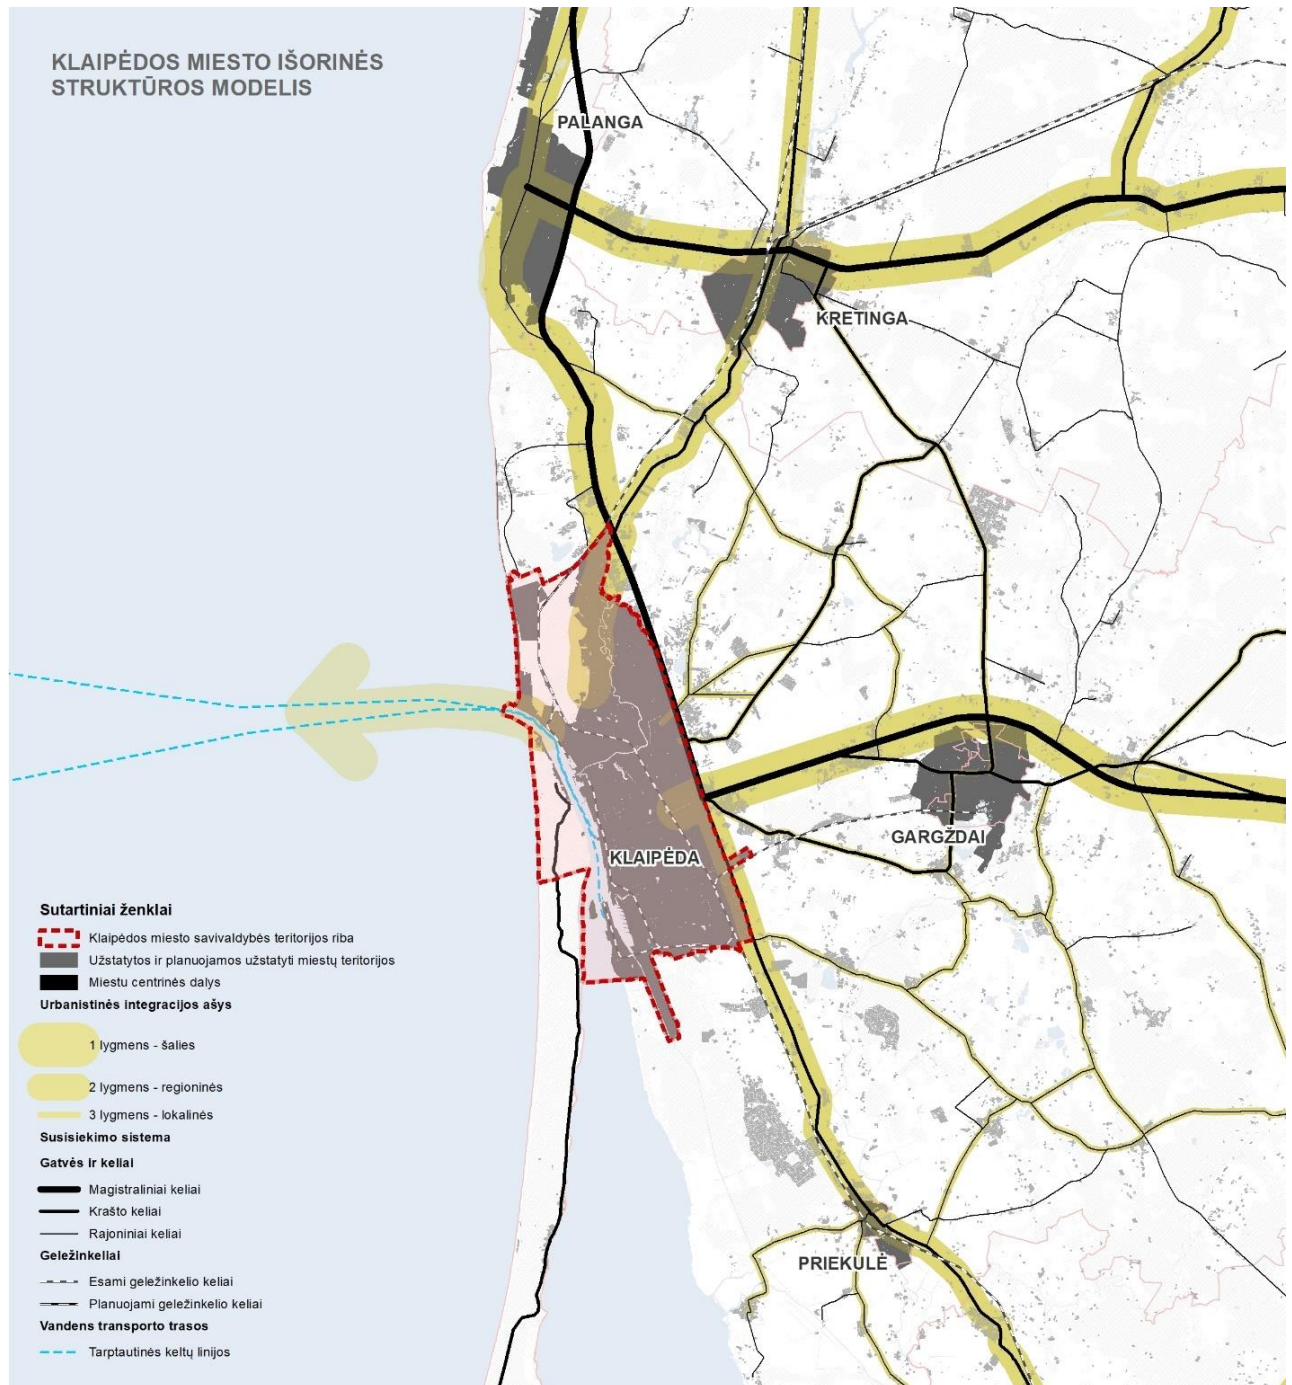 KLAIPĖDOS MIESTO IŠORINĖS
STRUKTŪROS MODELIS
PALANGA
KRETINGA
GARGŽDAI
KLAIPĖDA
PRIEKULĖ
Sutartiniai ženklai
Klaipėdos miesto savivaldybės teritorijos riba
Užstatytos ir planuojamos užstatyti miestų teritorijos
Miestu centrinės dalys
Urbanistinės integracijos ašys
1 lygmens - šalies
2 lygmens - regioninės
3 lygmens - lokalinės
Susisiekimo sistema
Gatvės ir keliai
Magistraliniai keliai
Krašto keliai
Rajoniniai keliai
Geležinkeliai
Esami geležinkelio keliai
Planuojami geležinkelio keliai
Vandens transporto trasos
Tarptautinės keltų linijos